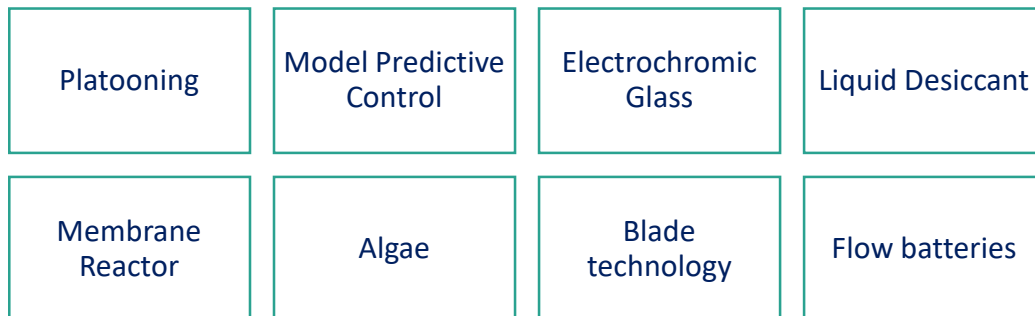 Platooning
Model Predictive
Control
Electrochromic
Glass
Liquid Desiccant
Membrane
Reactor
Algae
Blade
technology
Flow batteries